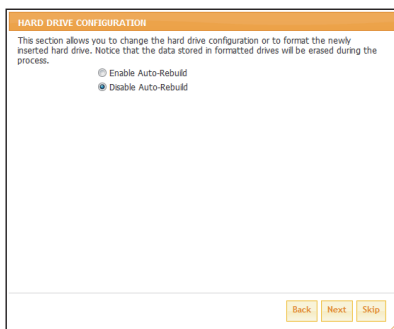 HARD DRIVE CONFIGURATION
This section allows you to change the hard drive configuration or to format the newly
inserted hard drive. Notice that the data stored in formatted drives will be erased during the
process.
Enable Auto-Rebuild
Disable Auto-Rebuild
Back Next Skip